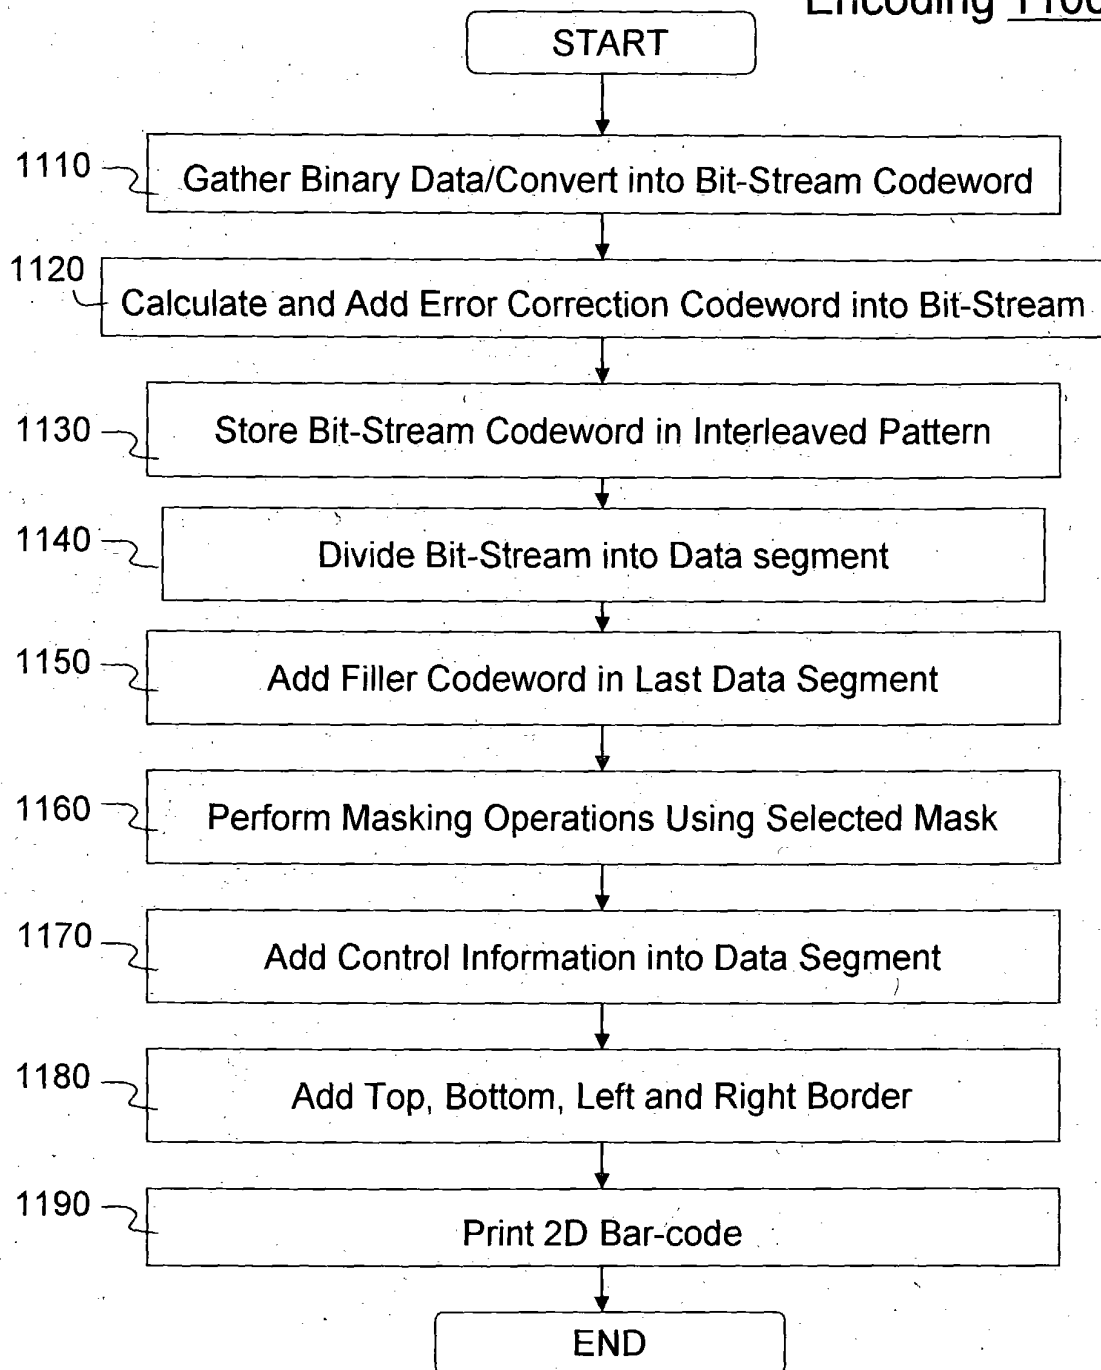 Encoding 1100
START
1110 Gather Binary Data/Convert into Bit-Stream Codeword
1120 Calculate and Add Error Correction Codeword into Bit-Stream
1130 Store Bit-Stream Codeword in Interleaved Pattern
1140 Divide Bit-Stream into Data segment
1150 Add Filler Codeword in Last Data Segment
1160 Perform Masking Operations Using Selected Mask
1170 Add Control Information into Data Segment
1180 Add Top, Bottom, Left and Right Border
1190 Print 2D Bar-code
END